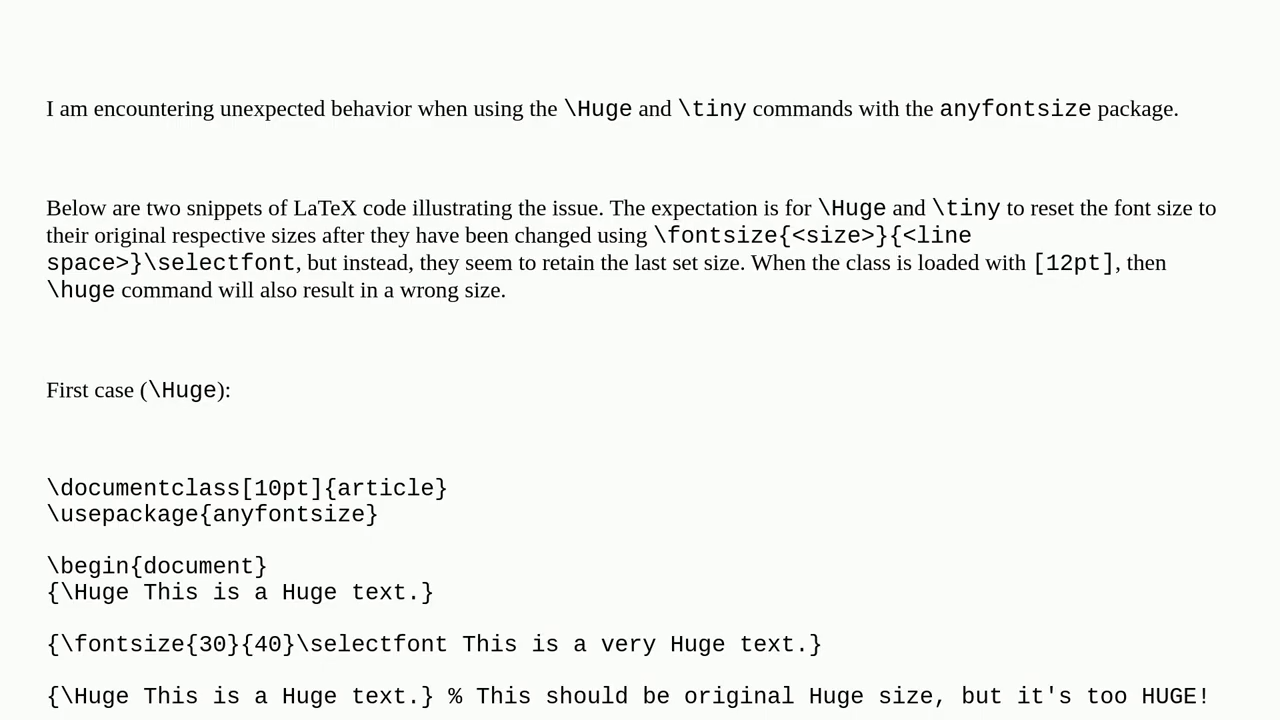 I am encountering unexpected behavior when using the \Huge and \tiny commands with the anyfontsize package.
Below are two snippets of LaTeX code illustrating the issue. The expectation is for \Huge and \tiny to reset the font size to
their original respective sizes after they have been changed using \fontsize{<size>}{<line
space>}\selectfont, but instead, they seem to retain the last set size. When the class is loaded with [12pt], then
\huge command will also result in a wrong size.
First case (\Huge):
\documentclass[10pt]{article}
\usepackage{anyfontsize}
\begin{document}
{\Huge This is a Huge text.}
{\fontsize{30}{40}\selectfont This is a very Huge text.}
{\Huge This is a Huge text.} % This should be original Huge size, but it's too HUGE!